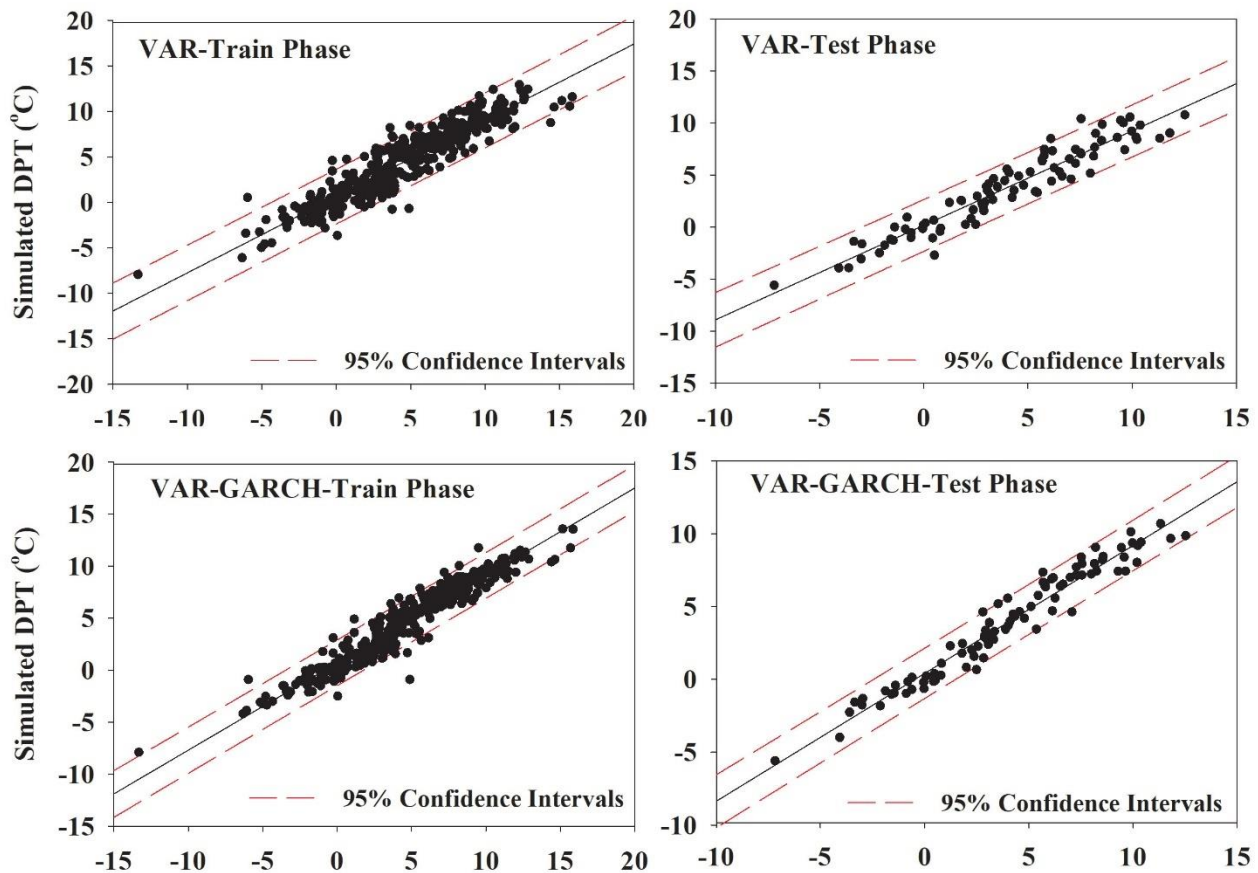 VAR-Train Phase
Simulated DPT (°C)
20
15
10
5
0
-5
-10
-15
-20
95% Confidence Intervals
-15 -10 -5 0 5 10 15 20
VAR-Test Phase
20
15
10
5
0
-5
-10
-15
95% Confidence Intervals
-10 -5 0 5 10 15
VAR-GARCH-Train Phase
Simulated DPT (°C)
20
15
10
5
0
-5
-10
-15
95% Confidence Intervals
-15 -10 -5 0 5 10 15 20
VAR-GARCH-Test Phase
15
10
5
0
-5
-10
95% Confidence Intervals
-10 -5 0 5 10 15